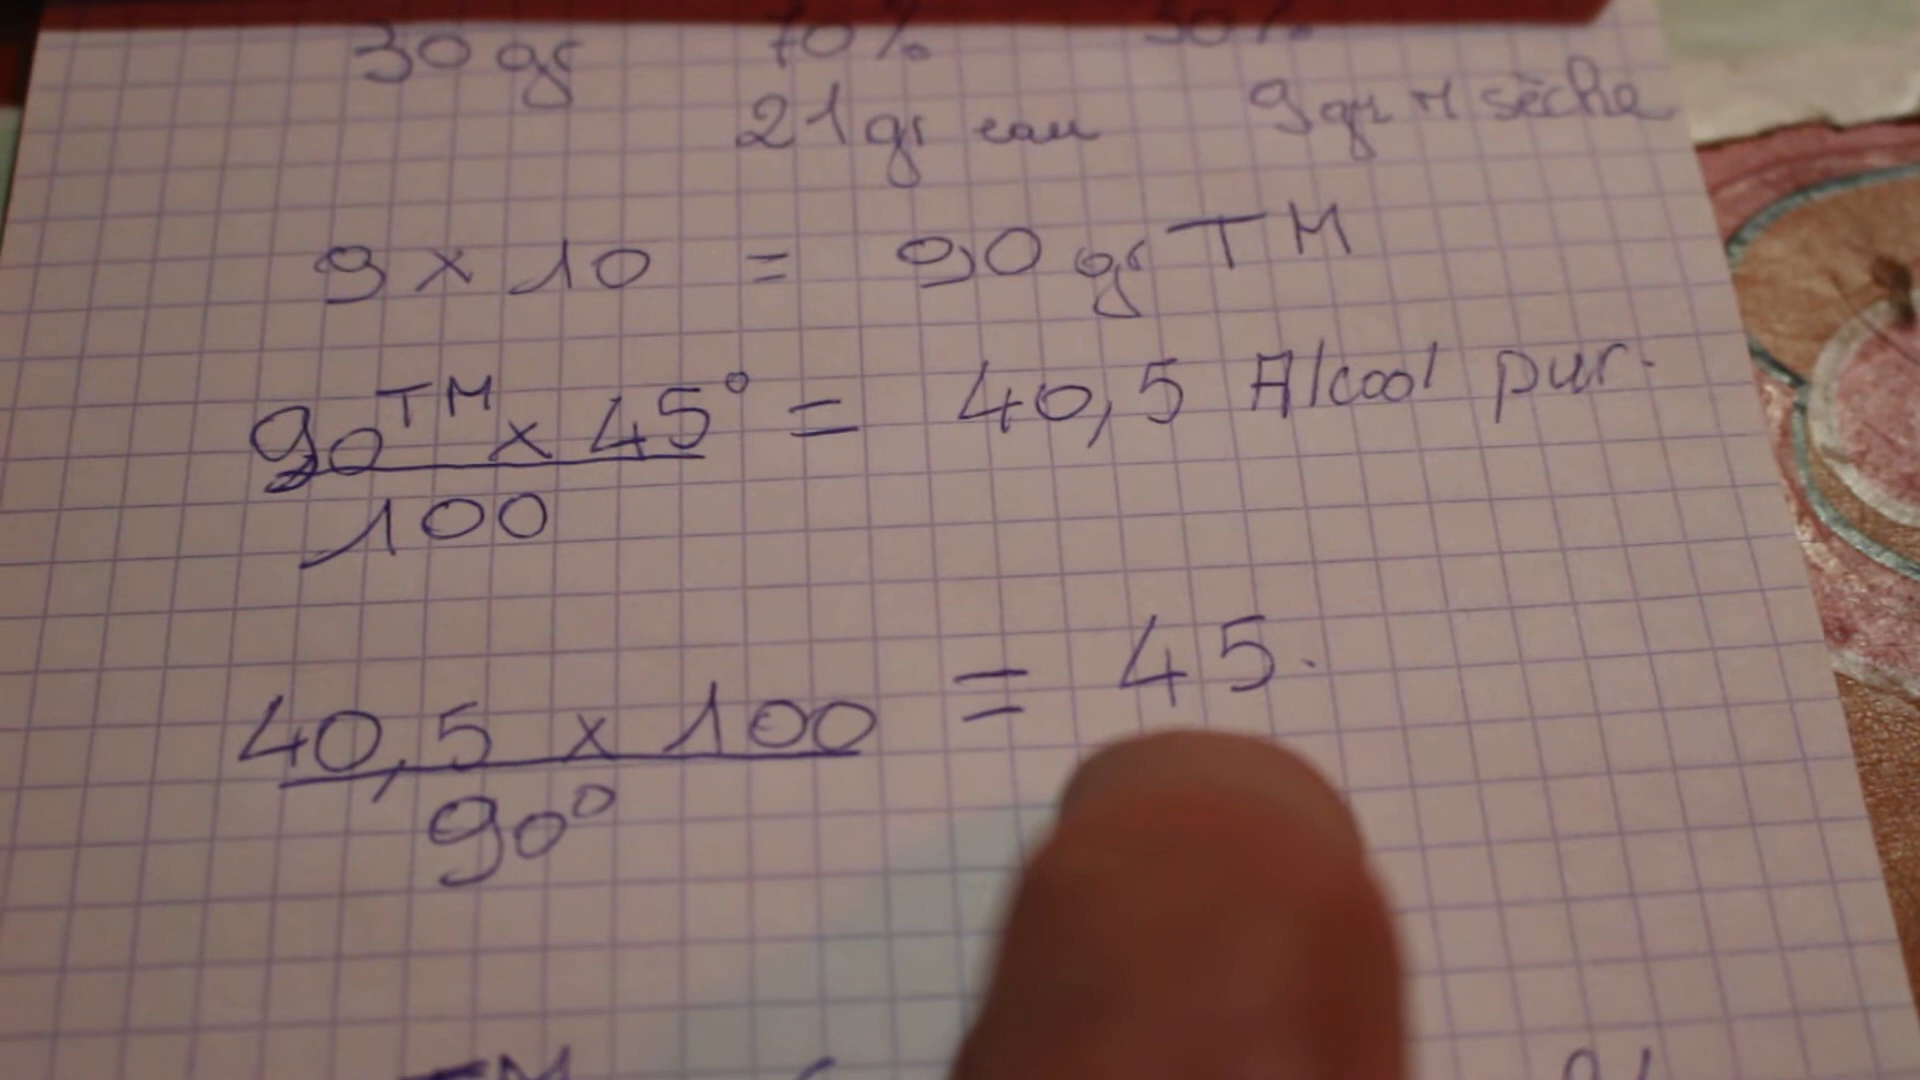 30 gr 70% 30%
21 gr eau 9 gr M sèche
9 x 10 = 90 gr TM
90 TM x 45° = 40,5 Alcool pur.
100
40,5 x 100 = 45.
90°
TM